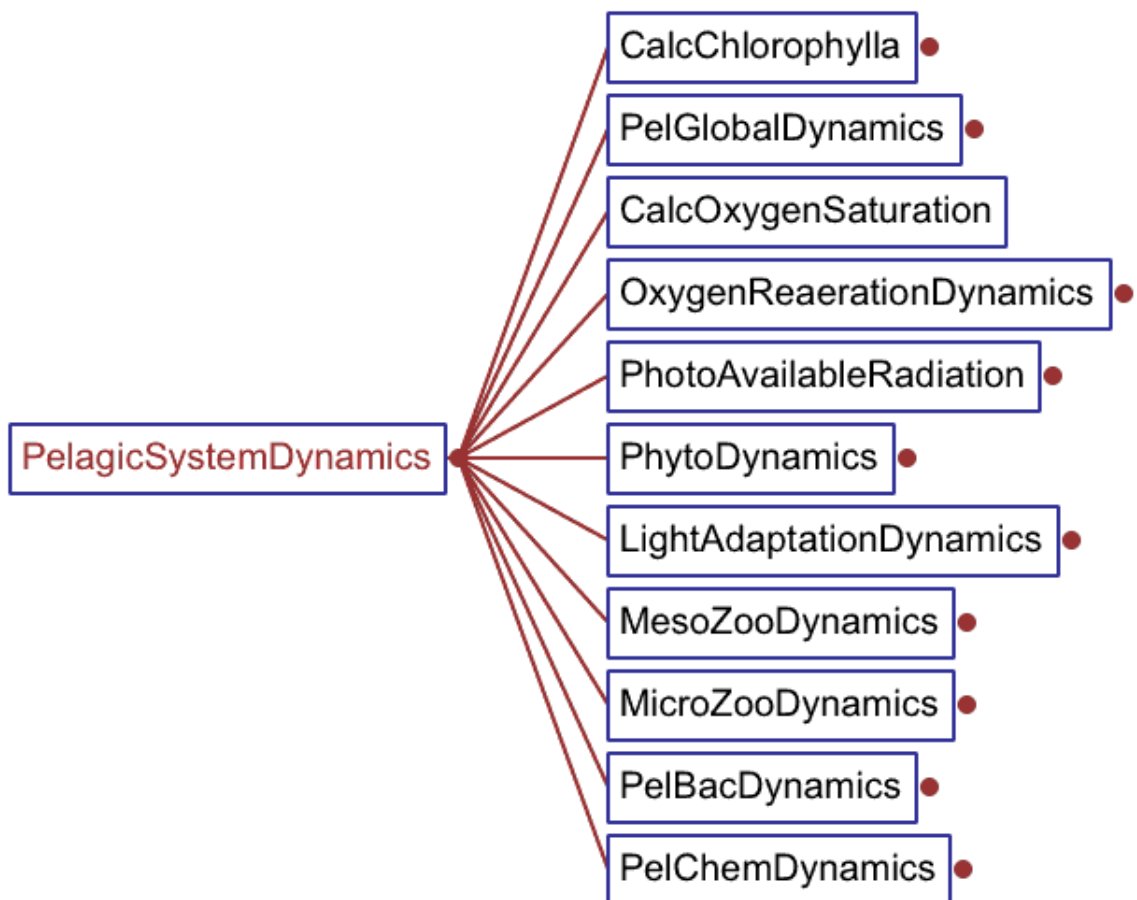 CalcChlorophylla
PelGlobalDynamics
CalcOxygenSaturation
OxygenReaerationDynamics
PhotoAvailableRadiation
PelagicSystemDynamics
PhytoDynamics
LightAdaptationDynamics
MesoZooDynamics
MicroZooDynamics
PelBacDynamics
PelChemDynamics